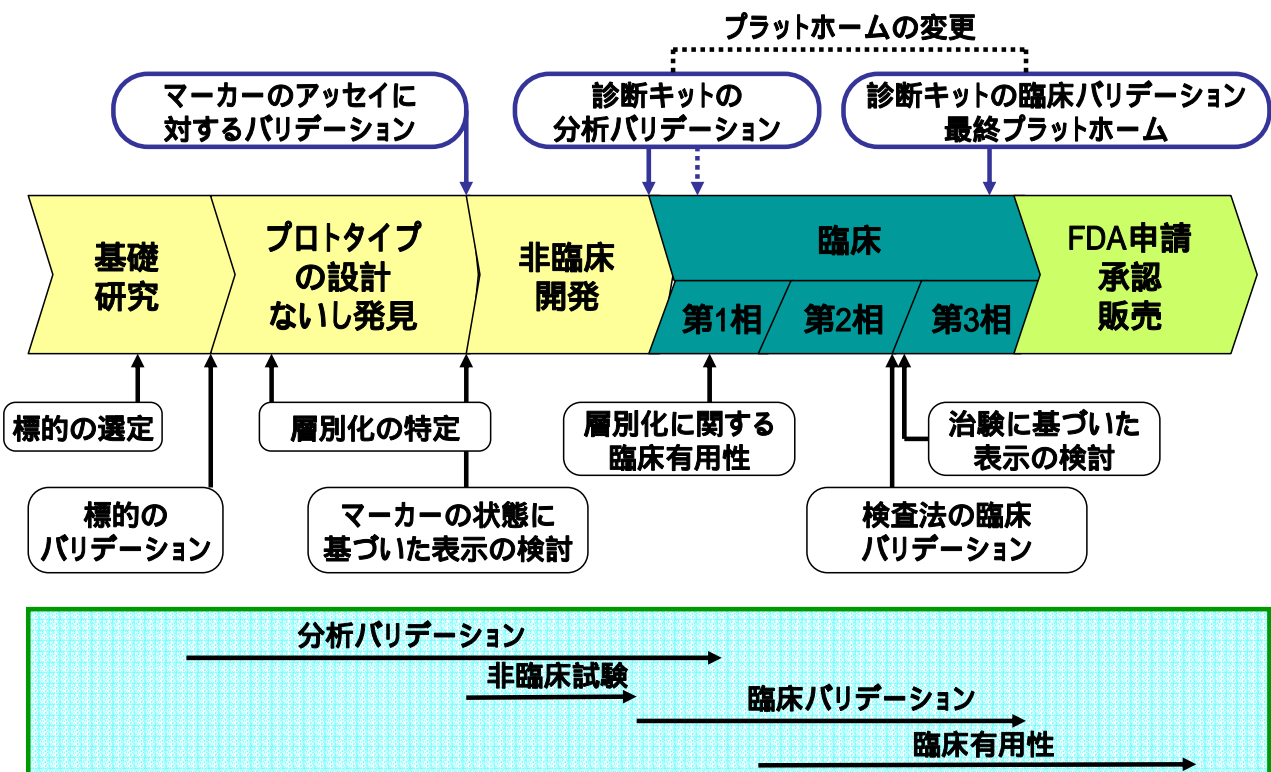 プラットホームの変更
マーカーのアッセイに
対するバリデーション
診断キットの
分析バリデーション
診断キットの臨床バリデーション
最終プラットホーム
基礎
研究
プロトタイプ
の設計
ないし発見
非臨床
開発
臨床
第1相
第2相
第3相
FDA申請
承認
販売
標的の選定
層別化の特定
層別化に関する
臨床有用性
治験に基づいた
表示の検討
標的の
バリデーション
マーカーの状態に
基づいた表示の検討
検査法の臨床
バリデーション
分析バリデーション
非臨床試験
臨床バリデーション
臨床有用性